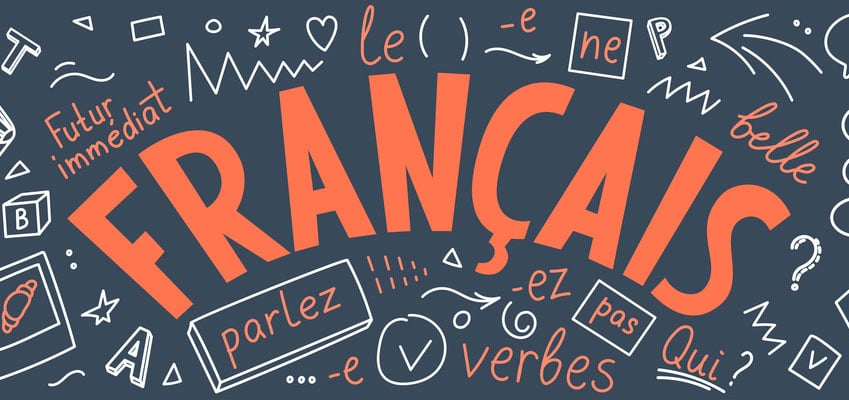 T
le ( ) -e
ne
P
Futur
immédiat
FRANÇAIS
belle
B
?
parlez
-ez
pas
A
-e
V
verbes
Qui ?
V